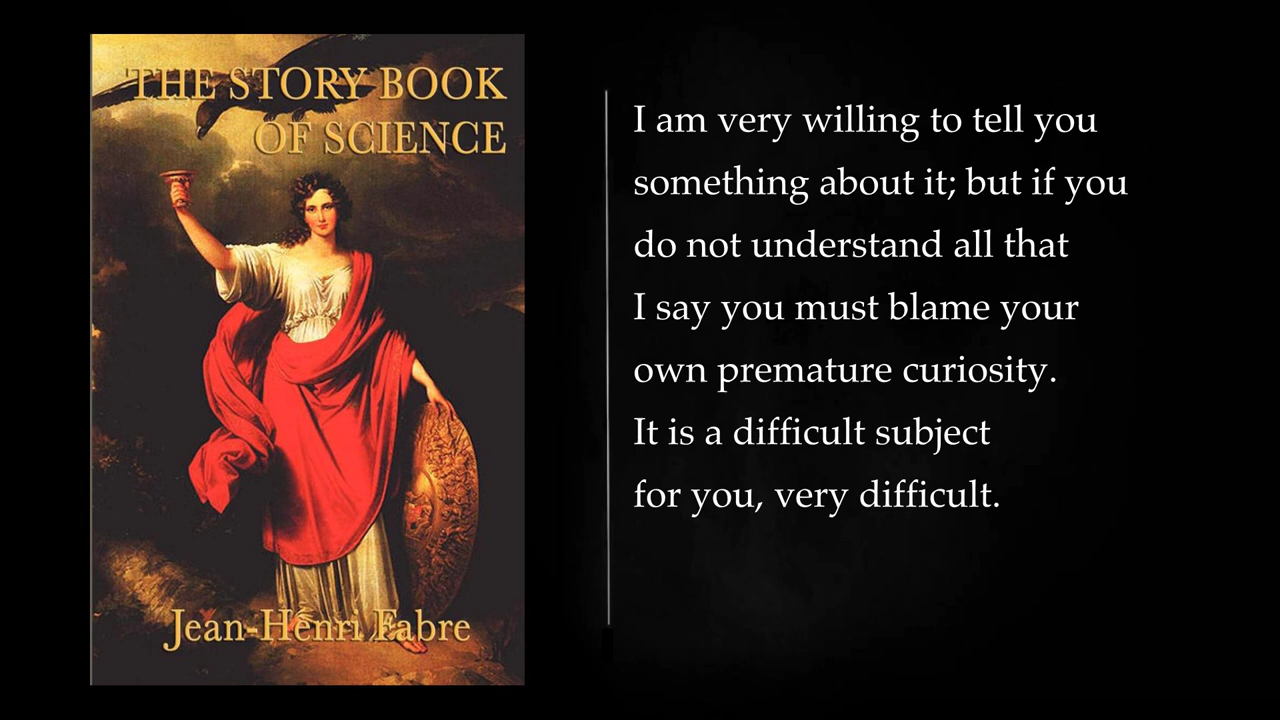 THE STORY BOOK
OF SCIENCE
Jean-Henri Fabre
I am very willing to tell you
something about it; but if you
do not understand all that
I say you must blame your
own premature curiosity.
It is a difficult subject
for you, very difficult.